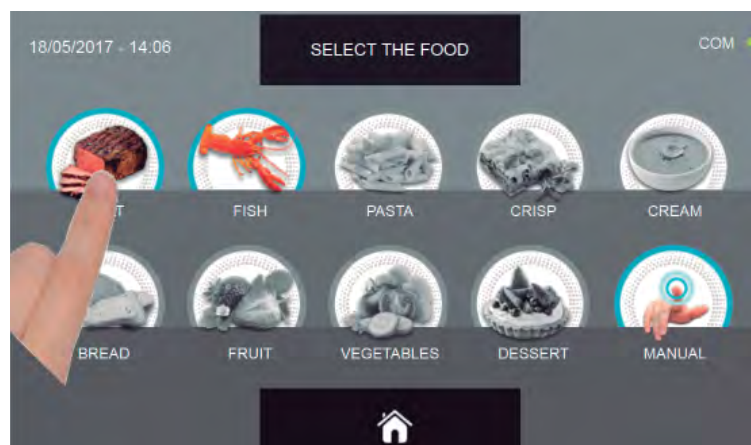 18/05/2017 - 14:06
SELECT THE FOOD
COM
FISH
PASTA
CRISP
CREAM
BREAD
FRUIT
VEGETABLES
DESSERT
MANUAL